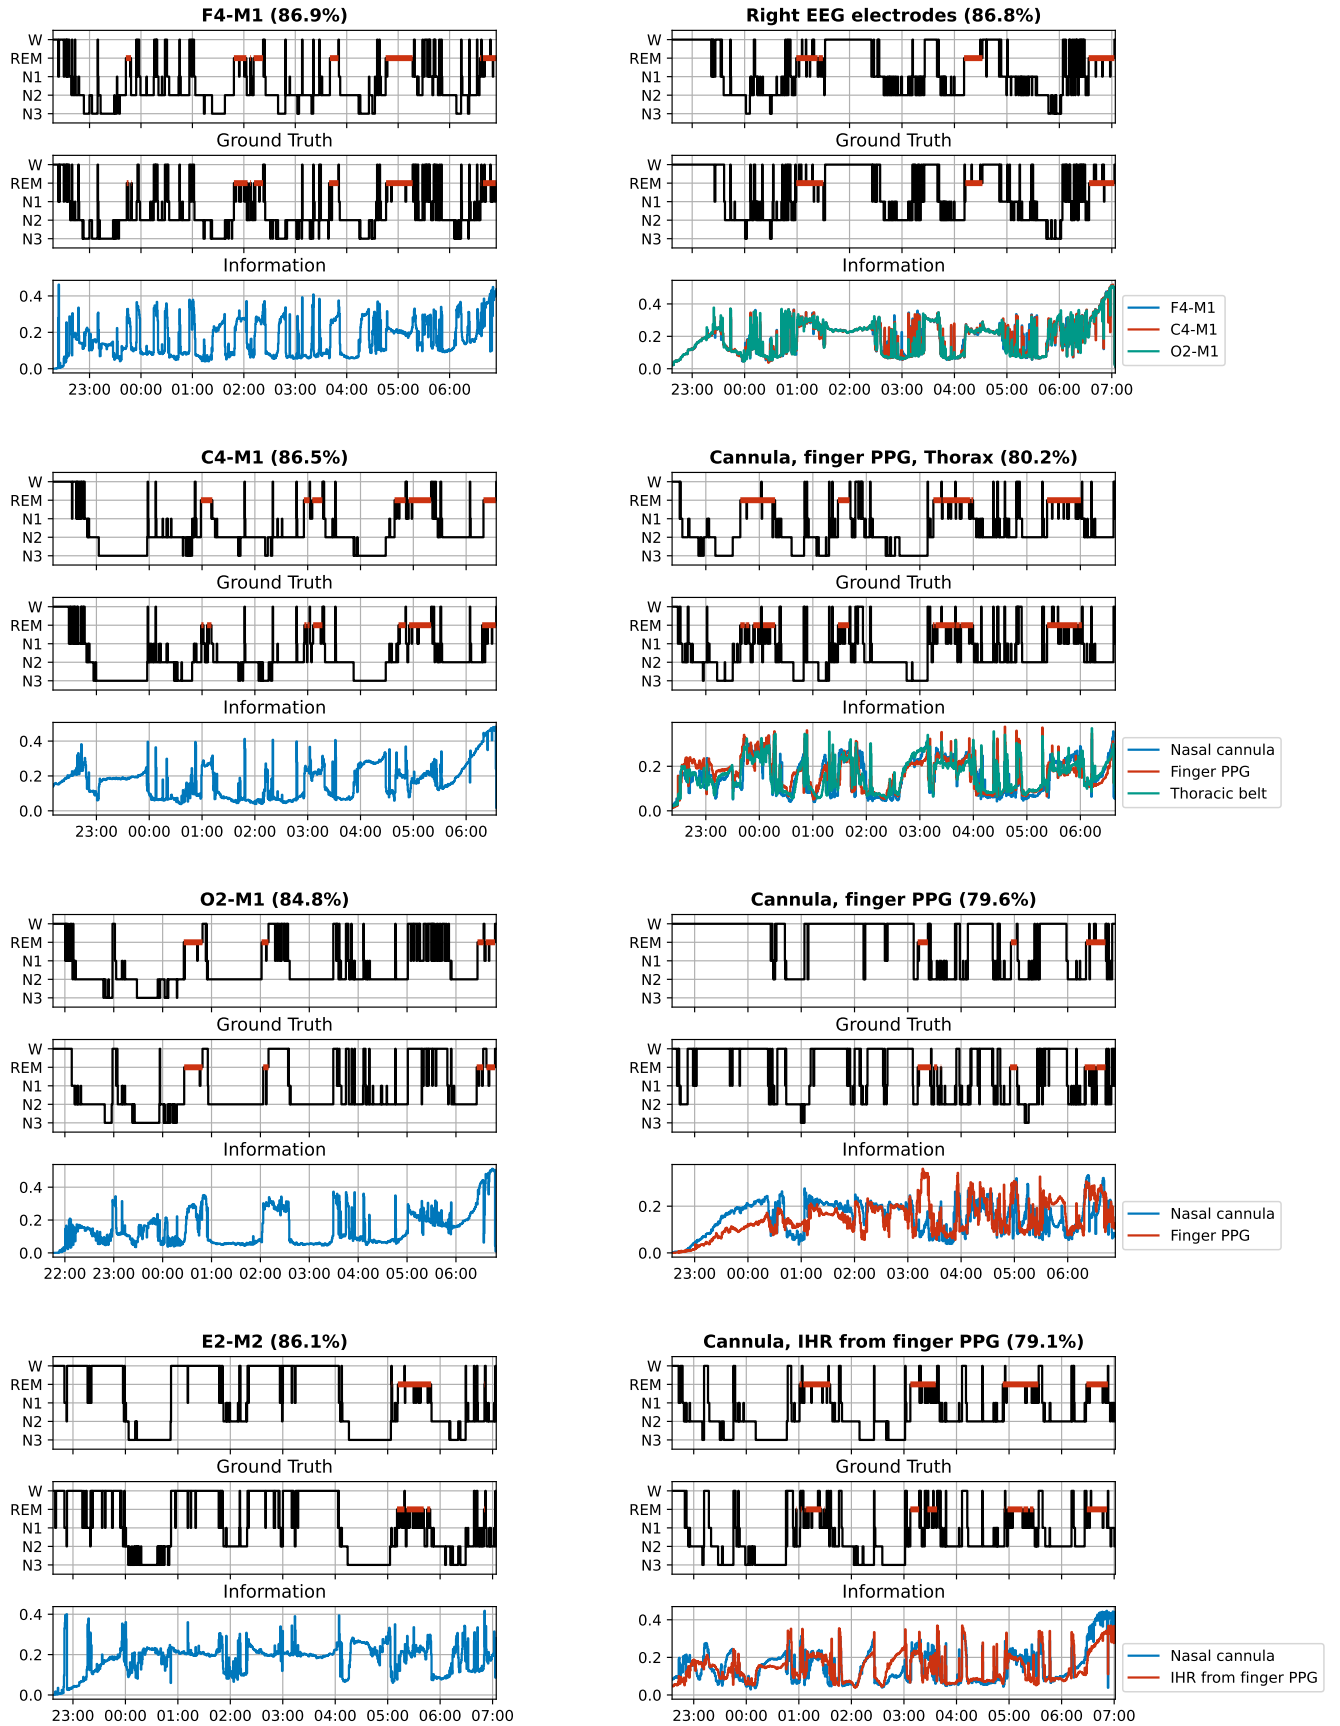 F4-M1 (86.9%)
W
REM
N1
N2
N3
Ground Truth
W
REM
N1
N2
N3
Information
0.4
0.2
0.0
23:00 00:00 01:00 02:00 03:00 04:00 05:00 06:00
Right EEG electrodes (86.8%)
W
REM
N1
N2
N3
Ground Truth
W
REM
N1
N2
N3
Information
0.4
0.2
0.0
23:00 00:00 01:00 02:00 03:00 04:00 05:00 06:00 07:00
F4-M1
C4-M1
O2-M1
C4-M1 (86.5%)
W
REM
N1
N2
N3
Ground Truth
W
REM
N1
N2
N3
Information
0.4
0.2
0.0
23:00 00:00 01:00 02:00 03:00 04:00 05:00 06:00
Cannula, finger PPG, Thorax (80.2%)
W
REM
N1
N2
N3
Ground Truth
W
REM
N1
N2
N3
Information
0.2
0.0
23:00 00:00 01:00 02:00 03:00 04:00 05:00 06:00
Nasal cannula
Finger PPG
Thoracic belt
O2-M1 (84.8%)
W
REM
N1
N2
N3
Ground Truth
W
REM
N1
N2
N3
Information
0.4
0.2
0.0
22:00 23:00 00:00 01:00 02:00 03:00 04:00 05:00 06:00
Cannula, finger PPG (79.6%)
W
REM
N1
N2
N3
Ground Truth
W
REM
N1
N2
N3
Information
0.2
0.0
23:00 00:00 01:00 02:00 03:00 04:00 05:00 06:00
Nasal cannula
Finger PPG
E2-M2 (86.1%)
W
REM
N1
N2
N3
Ground Truth
W
REM
N1
N2
N3
Information
0.4
0.2
0.0
23:00 00:00 01:00 02:00 03:00 04:00 05:00 06:00 07:00
Cannula, IHR from finger PPG (79.1%)
W
REM
N1
N2
N3
Ground Truth
W
REM
N1
N2
N3
Information
0.4
0.2
0.0
23:00 00:00 01:00 02:00 03:00 04:00 05:00 06:00 07:00
Nasal cannula
IHR from finger PPG